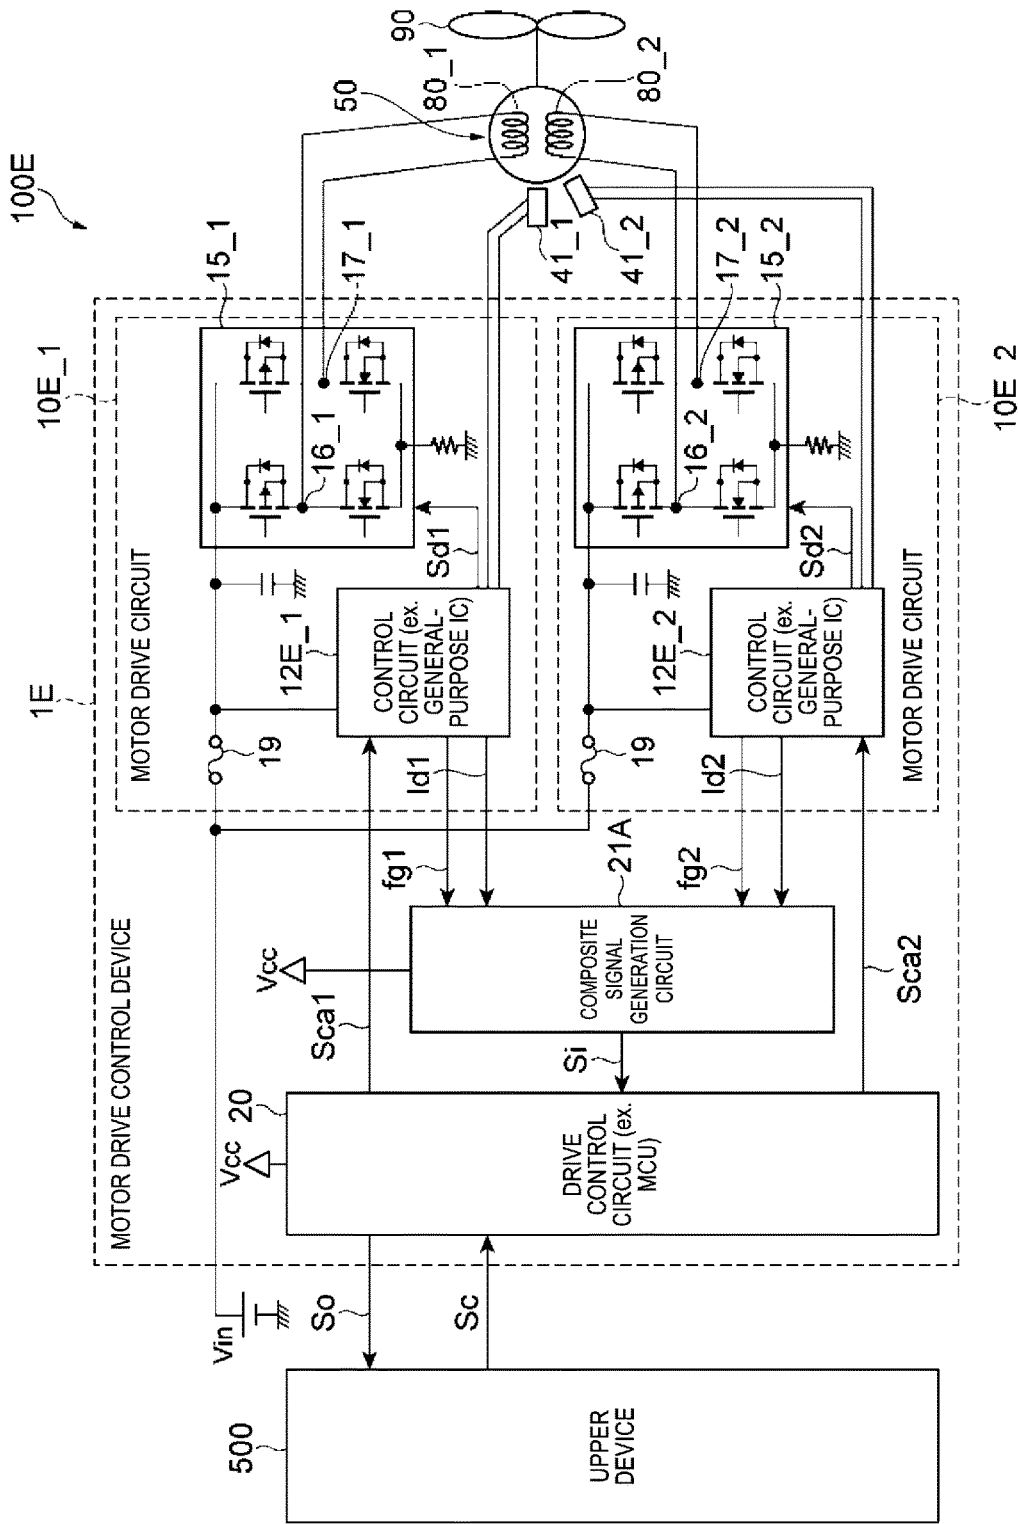 100E
1E
MOTOR DRIVE CONTROL DEVICE
10E_1
MOTOR DRIVE CIRCUIT
15_1
50
80_1
90
80_2
17_1
16_1
41_1
41_2
19
12E_1
CONTROL
CIRCUIT (ex.
GENERAL-
PURPOSE IC)
Sd1
Id1
fg1
Sca1
Vcc
21A
COMPOSITE
SIGNAL
GENERATION
CIRCUIT
Si
Vcc
20
DRIVE
CONTROL
CIRCUIT (ex.
MCU)
Vin
So
Sc
500
UPPER
DEVICE
10E_2
MOTOR DRIVE CIRCUIT
15_2
17_2
16_2
19
12E_2
CONTROL
CIRCUIT (ex.
GENERAL-
PURPOSE IC)
Sd2
Id2
fg2
Sca2